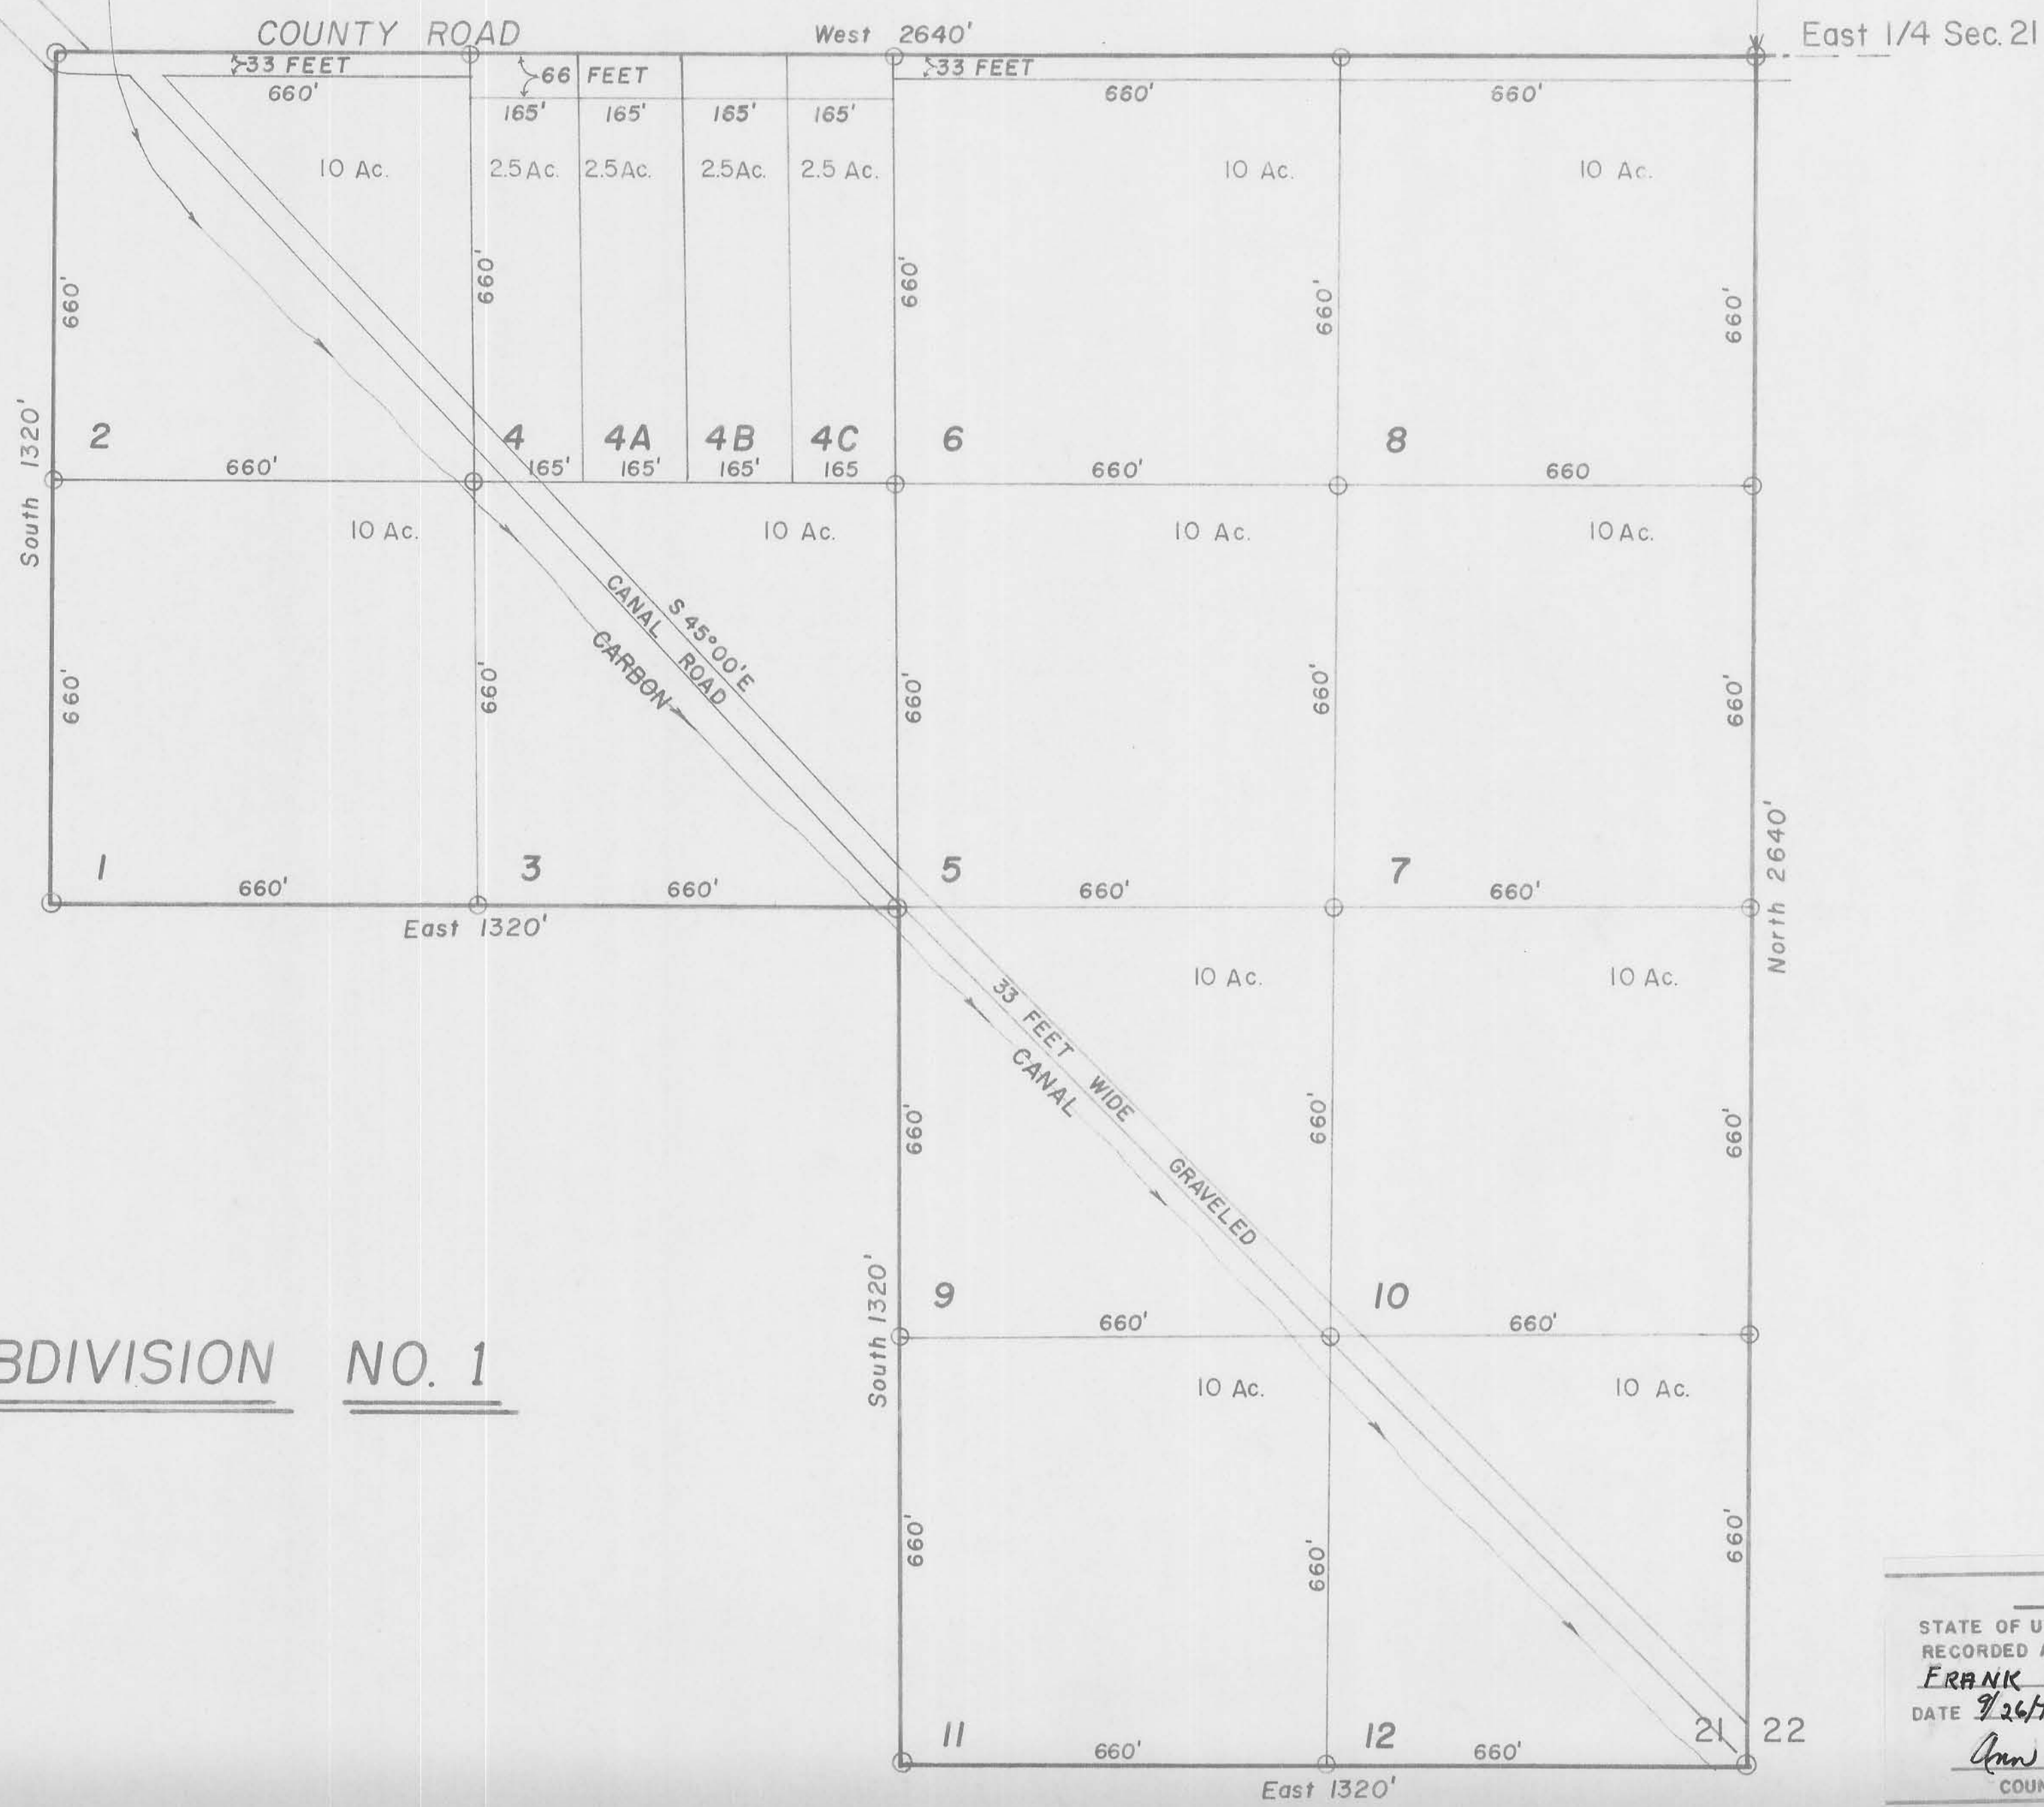 COUNTY ROAD West 2640' East 1/4 Sec. 21
33 FEET 66 FEET 33 FEET
660' 660' 660'
165' 165' 165' 165'
10 Ac. 2.5 Ac. 2.5 Ac. 2.5 Ac. 2.5 Ac. 10 Ac. 10 Ac.
660' 660' 660' 660' 660'
South 1320'
2 4 4A 4B 4C 6 8
660' 165' 165' 165' 165 660' 660
10 Ac. 10 Ac. 10 Ac. 10 Ac.
CANAL ROAD
S 45°00'E
CARBON
660' 660' 660' 660' 660'
1 3 5 7
660' 660' 660' 660'
East 1320'
North 2640'
10 Ac. 10 Ac.
33 FEET WIDE GRAVELED
CANAL
660' 660' 660'
South 1320'
9 10
660' 660'
BDIVISION NO. 1
10 Ac. 10 Ac.
660' 660' 660'
11 12 21 22
660' 660'
East 1320'
STATE OF U
RECORDED A
FRANK
DATE 9/26/
Ann
COUN